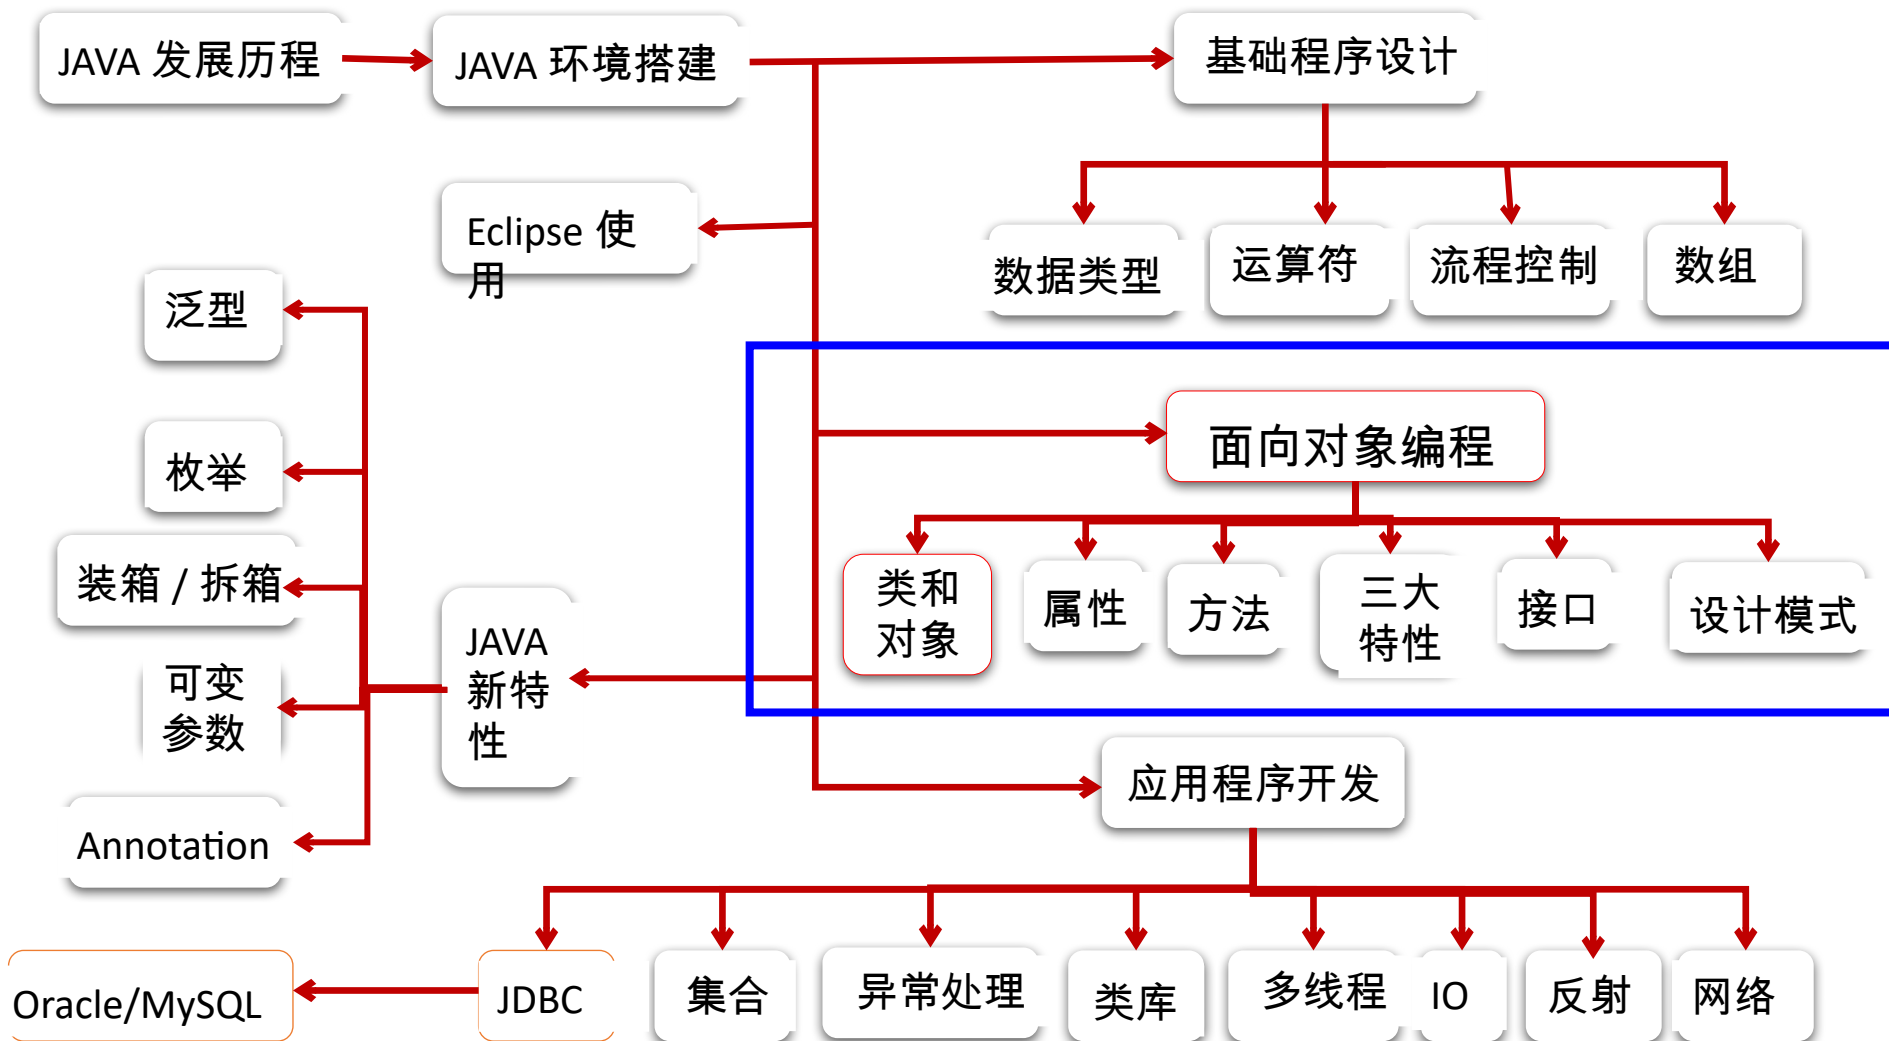 JAVA 发展历程
JAVA 环境搭建
基础程序设计
Eclipse 使
用
数据类型
运算符
流程控制
数组
泛型
枚举
装箱 / 拆箱
可变
参数
Annotation
JAVA
新特
性
面向对象编程
类和
对象
属性
方法
三大
特性
接口
设计模式
应用程序开发
Oracle/MySQL
JDBC
集合
异常处理
类库
多线程
IO
反射
网络